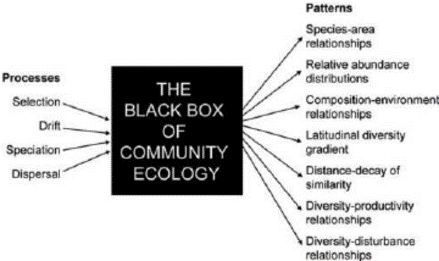 Processes
Selection
Drift
Speciation
Dispersal
THE
BLACK BOX
OF
COMMUNITY
ECOLOGY
Patterns
Species-area
relationships
Relative abundance
distributions
Composition-environment
relationships
Latitudinal diversity
gradient
Distance-decay of
similarity
Diversity-productivity
relationships
Diversity-disturbance
relationships